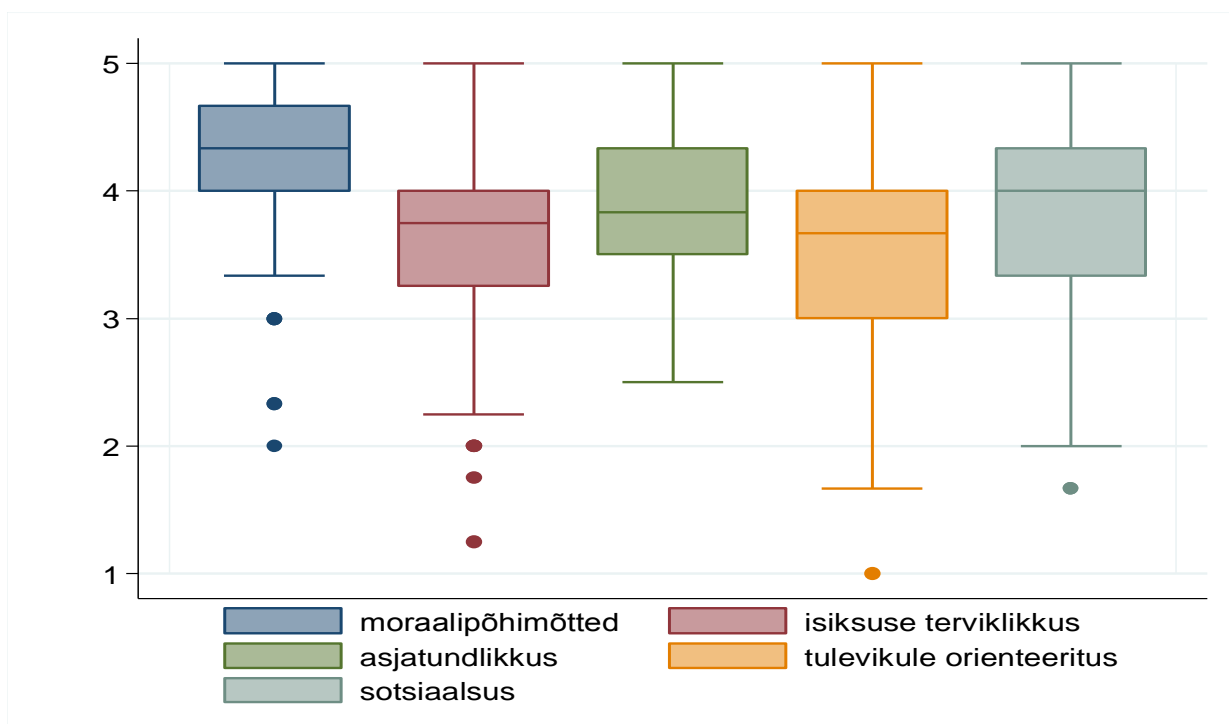 5
4
3
2
1
moraalipõhimõtted isiksuse terviklikkus
asjatundlikkus tulevikule orienteeritus
sotsiaalsus